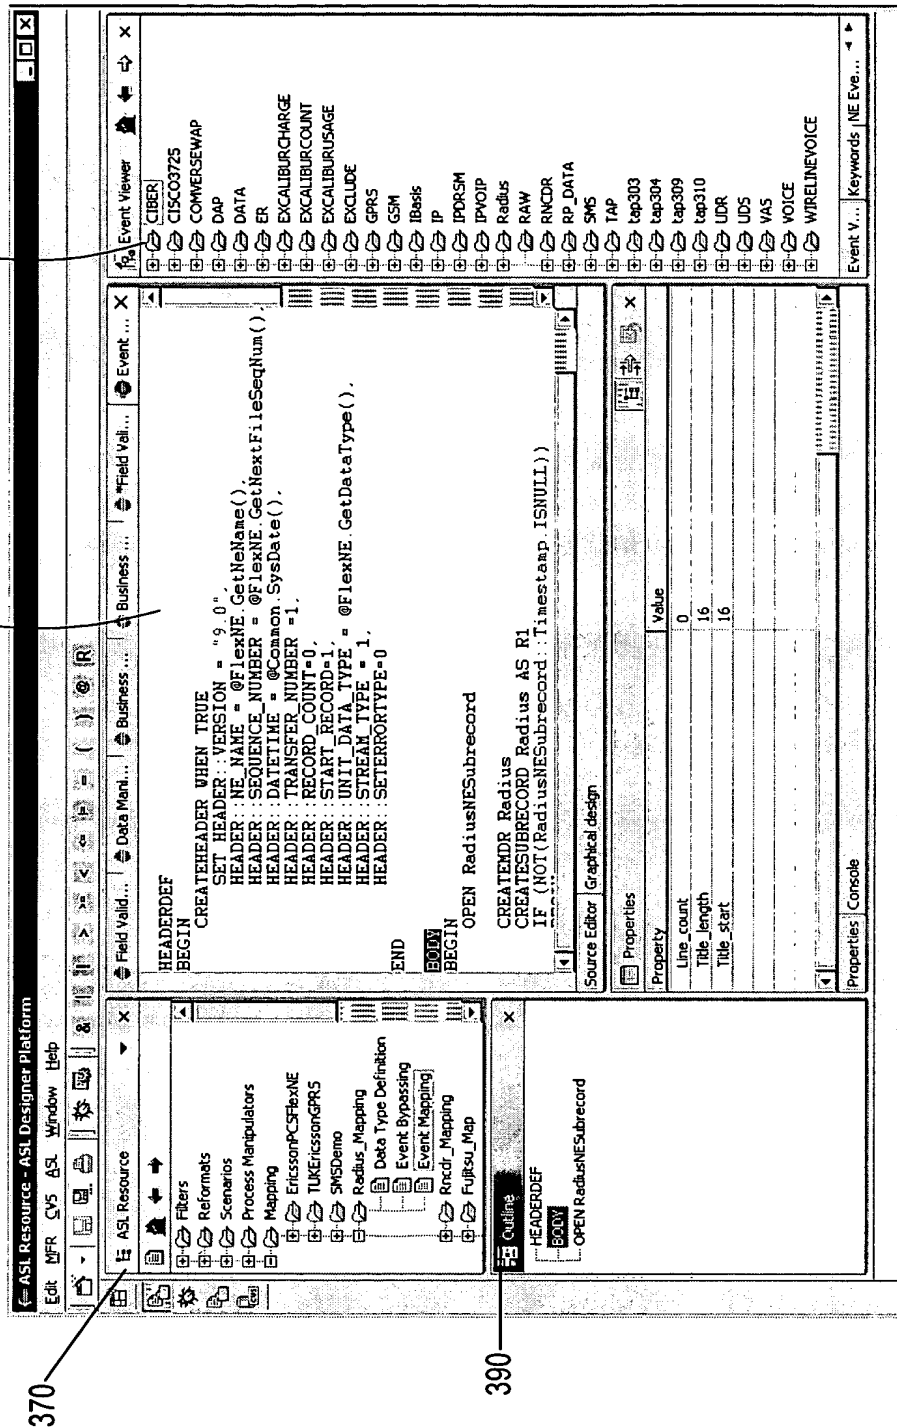 ASL Resource - ASL Designer Platform
Edit MFR CVS ASL Window Help
& || != > >= < <= != = ( ) @ R
370
ASL Resource
Filters
Reformats
Scenarios
Process Manipulators
Mapping
EricssonPCSFlexNE
TUKEricssonGPRS
SMSDemo
Radius_Mapping
Data Type Definition
Event Bypassing
Event Mapping
Rncdr_Mapping
Fujitsu_Map
390
Outline
HEADERDEF
BODY
OPEN RadiusNESubrecord
Field Valid... Data Mani... Business ... Business ... *Field Vali... Event ...
HEADERDEF
BEGIN
CREATEHEADER WHEN TRUE
SET HEADER::VERSION = "9.0",
HEADER::NE_NAME = @FlexNE.GetNeName(),
HEADER::SEQUENCE_NUMBER = @FlexNE.GetNextFileSeqNum(),
HEADER::DATETIME = @Common.SysDate(),
HEADER::TRANSFER_NUMBER =1,
HEADER::RECORD_COUNT=0,
HEADER::START_RECORD=1,
HEADER::UNIT_DATA_TYPE = @FlexNE.GetDataType(),
HEADER::STREAM_TYPE = 1,
HEADER::SETERRORTYPE=0
END
BODY
BEGIN
OPEN RadiusNESubrecord
CREATEMDR Radius
CREATESUBRECORD Radius AS R1
IF (NOT(RadiusNESubrecord::Timestamp ISNULL))
BEGIN
Source Editor Graphical design
Properties
Property Value
Line_count 0
Title_length 16
Title_start 16
Properties Console
Event Viewer
CIBER
CISCO3725
COMVERSEWAP
DAP
DATA
ER
EXCALIBURCHARGE
EXCALIBURCOUNT
EXCALIBURUSAGE
EXCLUDE
GPRS
GSM
IBasis
IP
IPDRSM
IPVOIP
Radius
RAW
RNCDR
RP_DATA
SMS
TAP
tap303
tap304
tap309
tap310
UDR
UDS
VAS
VOICE
WIRELINEVOICE
Event V... Keywords NE Eve...